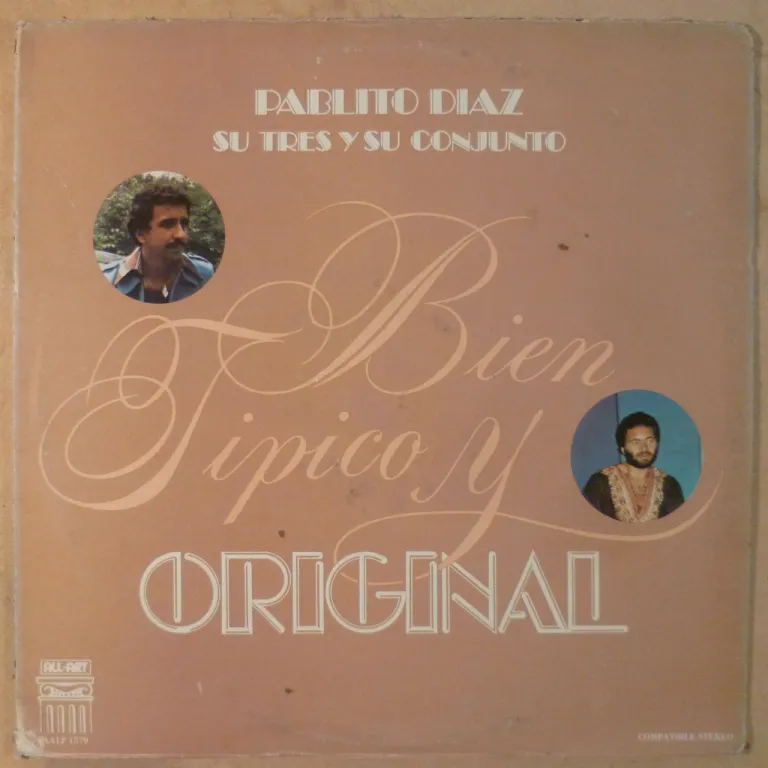 PABLITO DIAZ
SU TRES Y SU CONJUNTO
Bien
Tipico Y
ORIGINAL
ALL-ART
COMPATIBLE STEREO